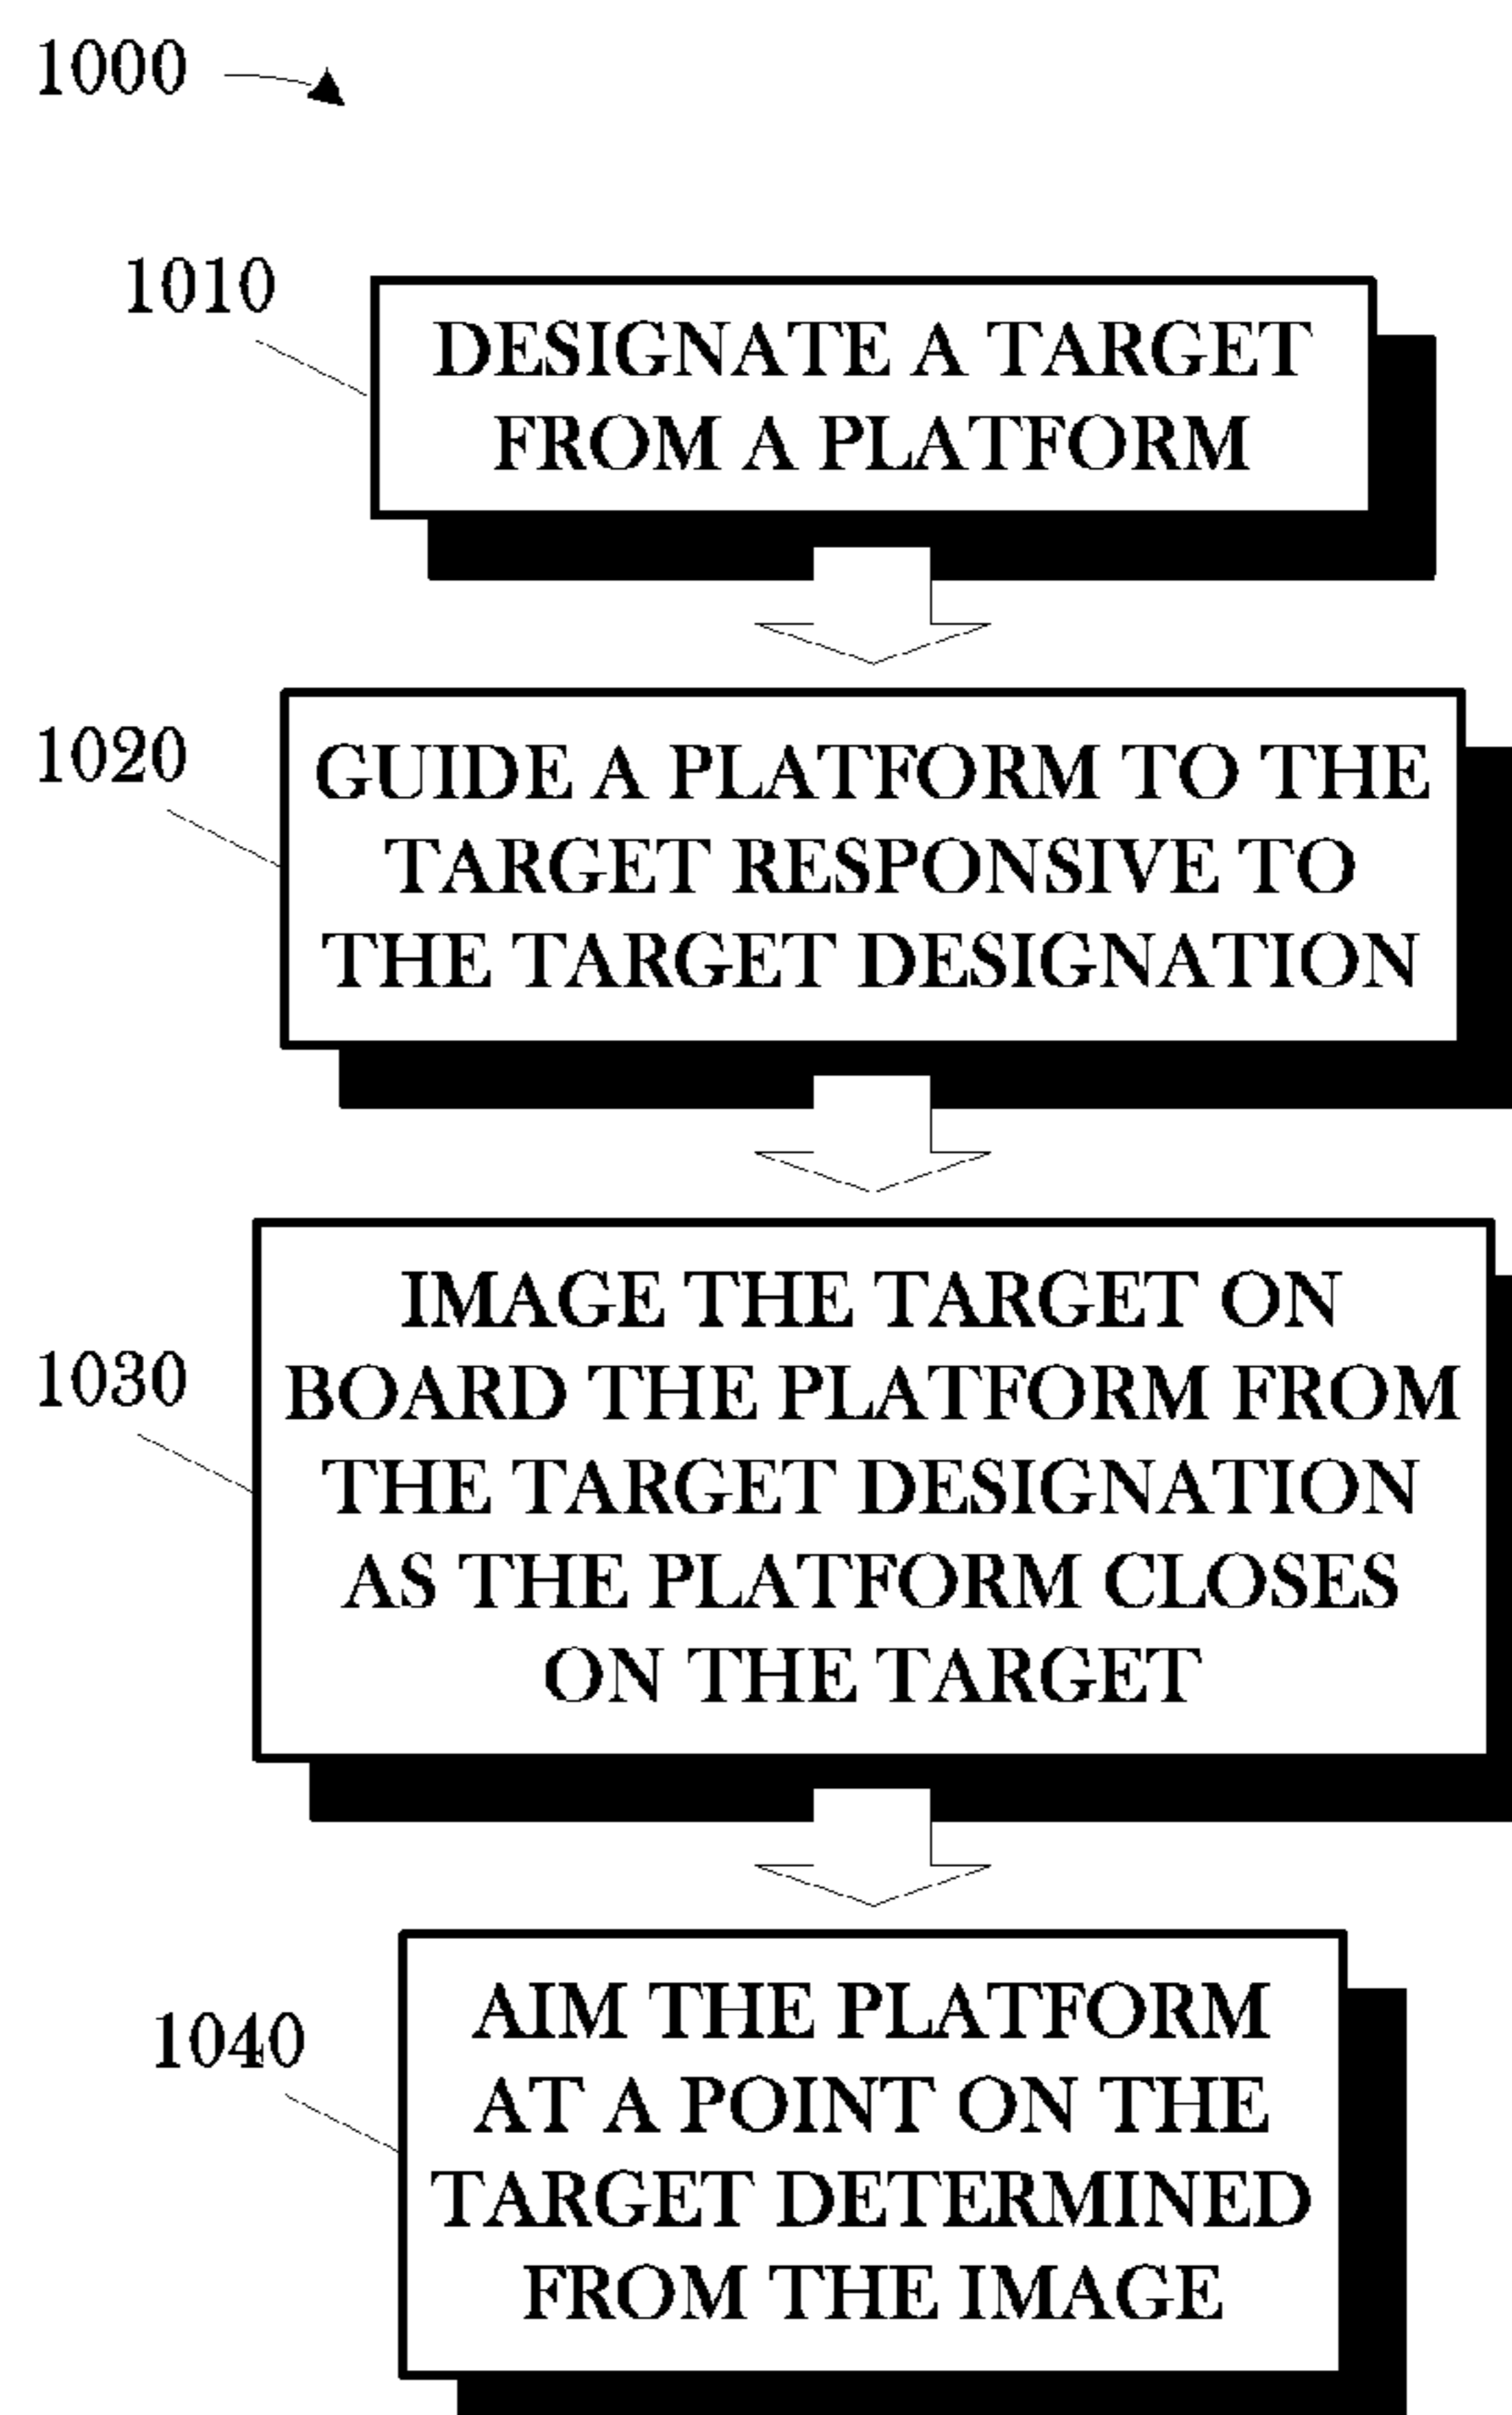 1000
1010
DESIGNATE A TARGET
FROM A PLATFORM
1020
GUIDE A PLATFORM TO THE
TARGET RESPONSIVE TO
THE TARGET DESIGNATION
1030
IMAGE THE TARGET ON
BOARD THE PLATFORM FROM
THE TARGET DESIGNATION
AS THE PLATFORM CLOSES
ON THE TARGET
1040
AIM THE PLATFORM
AT A POINT ON THE
TARGET DETERMINED
FROM THE IMAGE